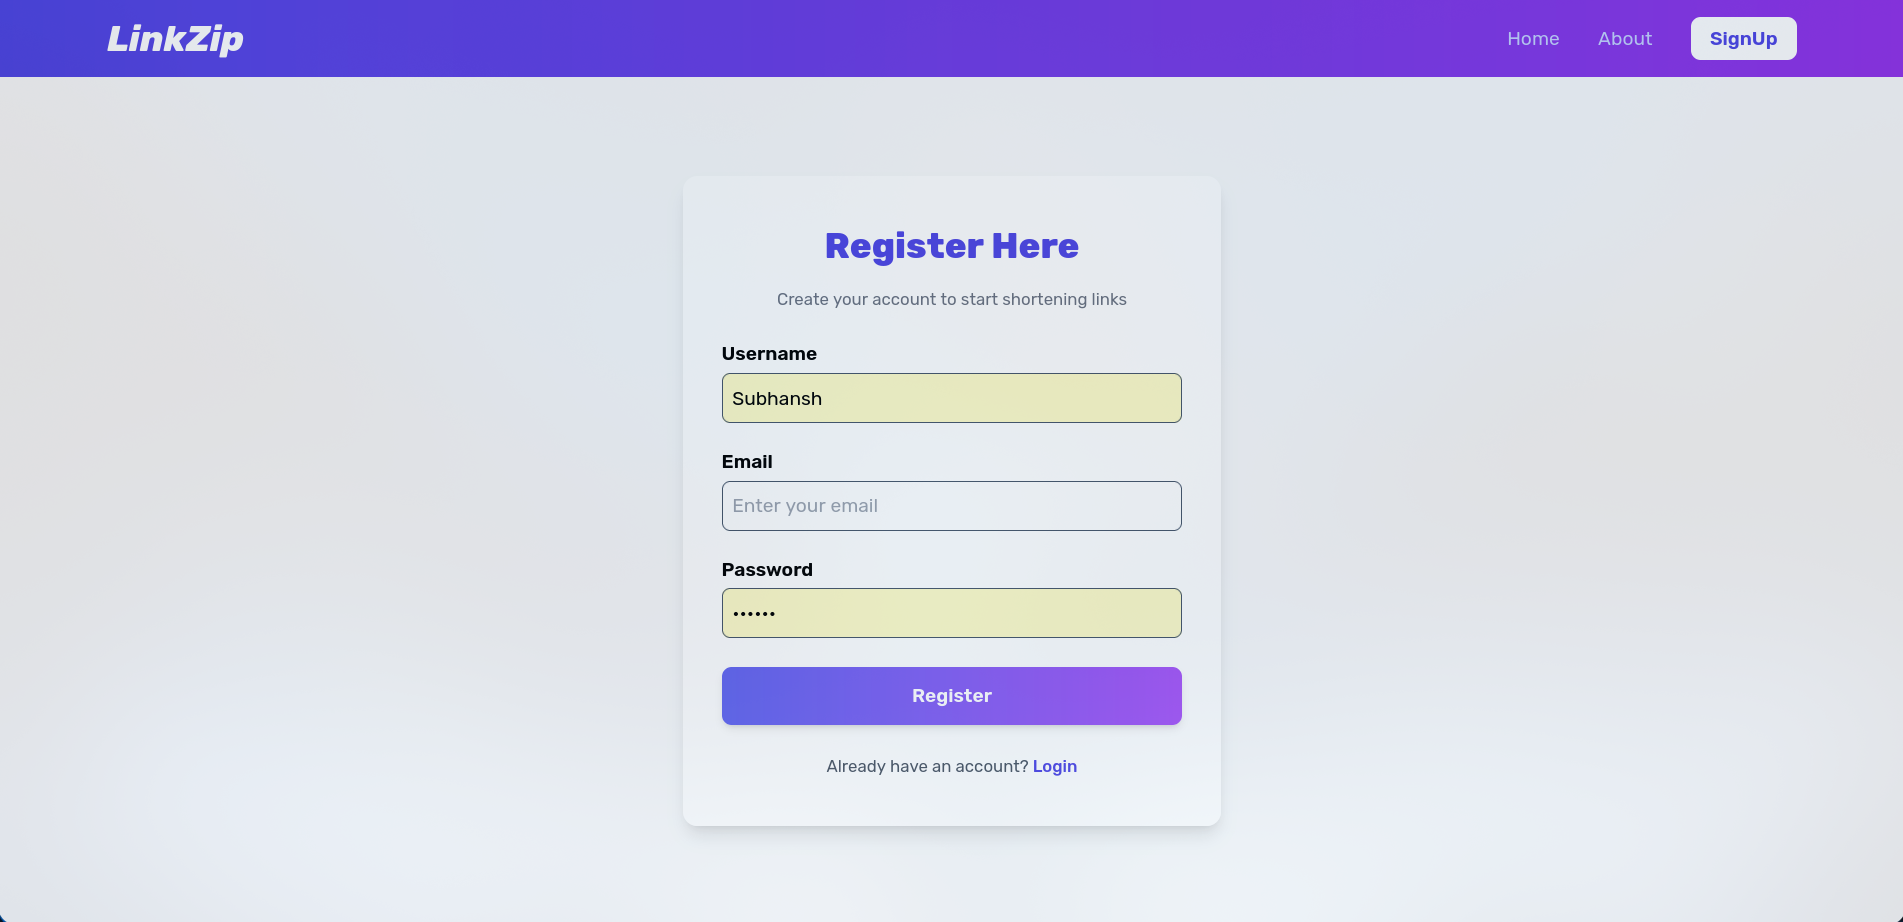 LinkZip
Home
About
SignUp
Register Here
Create your account to start shortening links
Username
Subhansh
Email
Enter your email
Password
••••••
Register
Already have an account? Login